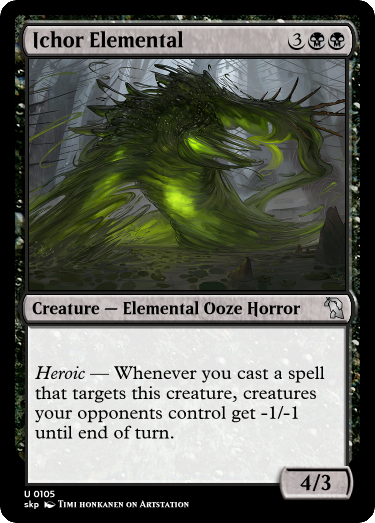 Ichor Elemental 3
Creature — Elemental Ooze Horror
Heroic — Whenever you cast a spell
that targets this creature, creatures
your opponents control get -1/-1
until end of turn.
4/3
U 0105
skp Timi Honkanen on Artstation